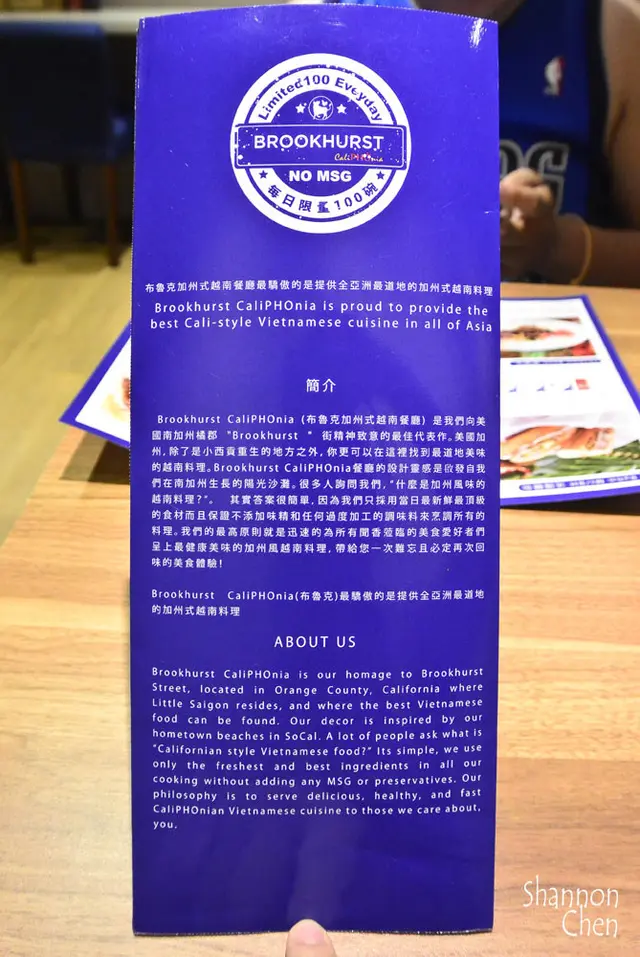 Limited100 Eveyday
BROOKHURST
CaliPHOnia
NO MSG
每日限量100碗
布魯克加州式越南餐廳最驕傲的是提供全亞洲最道地的加州式越南料理
Brookhurst CaliPHOnia is proud to provide the
best Cali-style Vietnamese cuisine in all of Asia
簡介
Brookhurst CaliPHOnia (布魯克加州式越南餐廳) 是我們向美
國南加州橘郡 "Brookhurst " 街精神致意的最佳代表作。美國加
州，除了是小西貢重生的地方之外，你更可以在這裡找到最道地美味
的越南料理。Brookhurst CaliPHOnia餐廳的設計靈感是啟發自我
們在南加州生長的陽光沙灘。很多人詢問我們，"什麼是加州風味的
越南料理？"。 其實答案很簡單，因為我們只採用當日最新鮮最頂級
的食材而且保證不添加味精和任何過度加工的調味料來烹調所有的
料理。我們的最高原則就是迅速的為所有聞香蒞臨的美食愛好者們
呈上最健康美味的加州風越南料理，帶給您一次難忘且必定再次回
味的美食體驗！
Brookhurst CaliPHOnia(布魯克)最驕傲的是提供全亞洲最道地
的加州式越南料理
ABOUT US
Brookhurst CaliPHOnia is our homage to Brookhurst
Street, located in Orange County, California where
Little Saigon resides, and where the best Vietnamese
food can be found. Our decor is inspired by our
hometown beaches in SoCal. A lot of people ask what is
"Californian style Vietnamese food?" Its simple, we use
only the freshest and best ingredients in all our
cooking without adding any MSG or preservatives. Our
philosophy is to serve delicious, healthy, and fast
CaliPHOnian Vietnamese cuisine to those we care about,
you.
Shannon
Chen